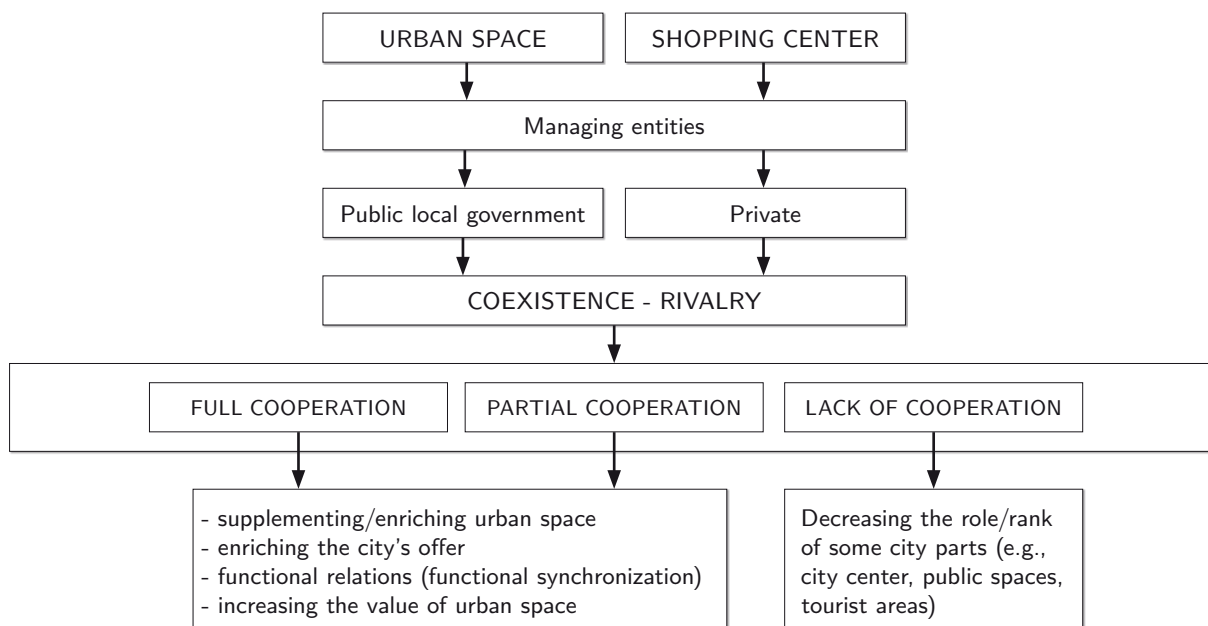 URBAN SPACE
SHOPPING CENTER
Managing entities
Public local government
Private
COEXISTENCE - RIVALRY
FULL COOPERATION
PARTIAL COOPERATION
LACK OF COOPERATION
- supplementing/enriching urban space
- enriching the city's offer
- functional relations (functional synchronization)
- increasing the value of urban space
Decreasing the role/rank
of some city parts (e.g.,
city center, public spaces,
tourist areas)